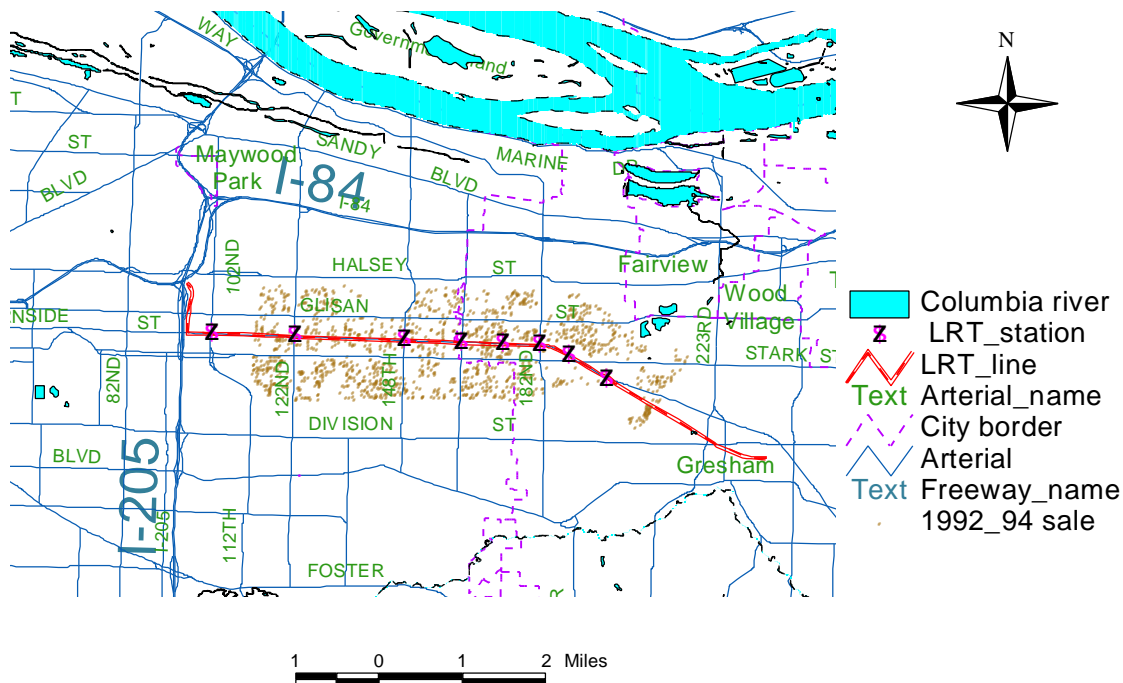 WAY
Government Island
N
T
ST
SANDY
MARINE
DR
Maywood
Park
I-84
BLVD
BLVD
I-84
102ND
HALSEY
ST
Fairview
Wood
Village
GLISAN
ST
NSIDE
ST
223RD
STARK
ST
T
82ND
122ND
148TH
182ND
DIVISION
ST
BLVD
Gresham
I-205
I-205
112TH
FOSTER
R
Z Z Z Z Z Z Z Z
Columbia river
Z LRT_station
LRT_line
Text Arterial_name
City border
Arterial
Text Freeway_name
1992_94 sale
1 0 1 2 Miles